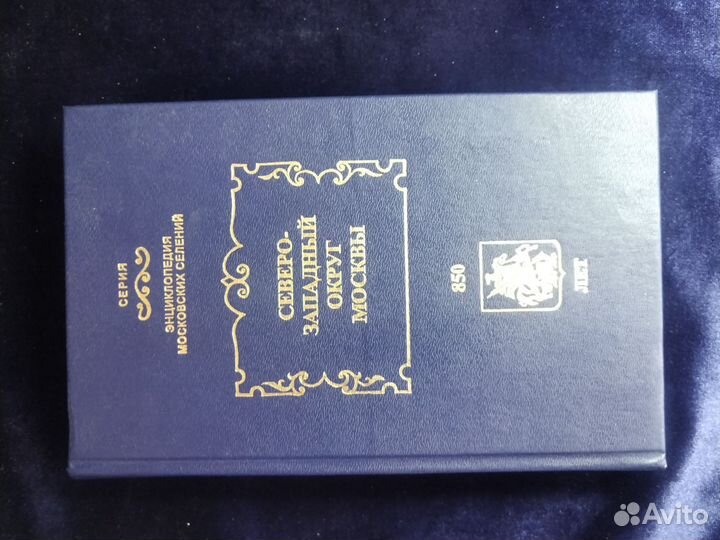 СЕРИЯ
ЭНЦИКЛОПЕДИЯ
МОСКОВСКИХ СЕЛЕНИЙ
СЕВЕРО-
ЗАПАДНЫЙ
ОКРУГ
МОСКВЫ
850
ЛЕТ
Avito